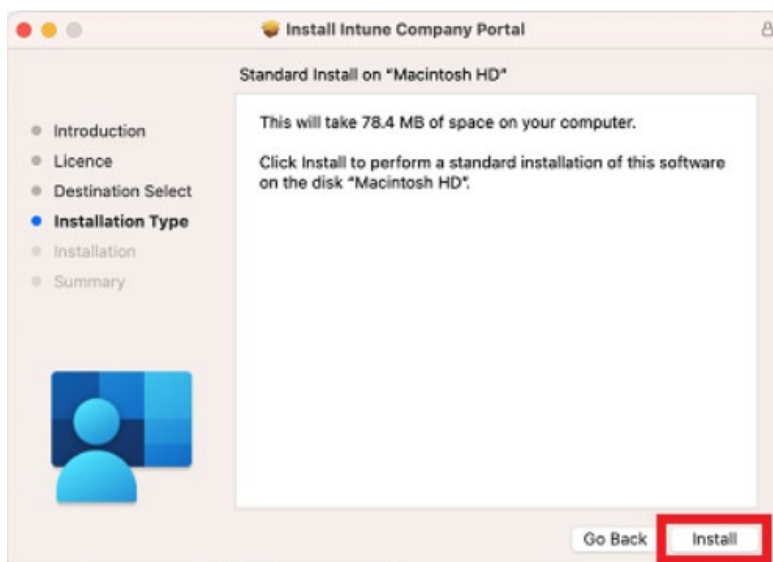 Install Intune Company Portal
Standard Install on "Macintosh HD"
Introduction
Licence
Destination Select
Installation Type
Installation
Summary
This will take 78.4 MB of space on your computer.
Click Install to perform a standard installation of this software
on the disk "Macintosh HD".
Go Back
Install